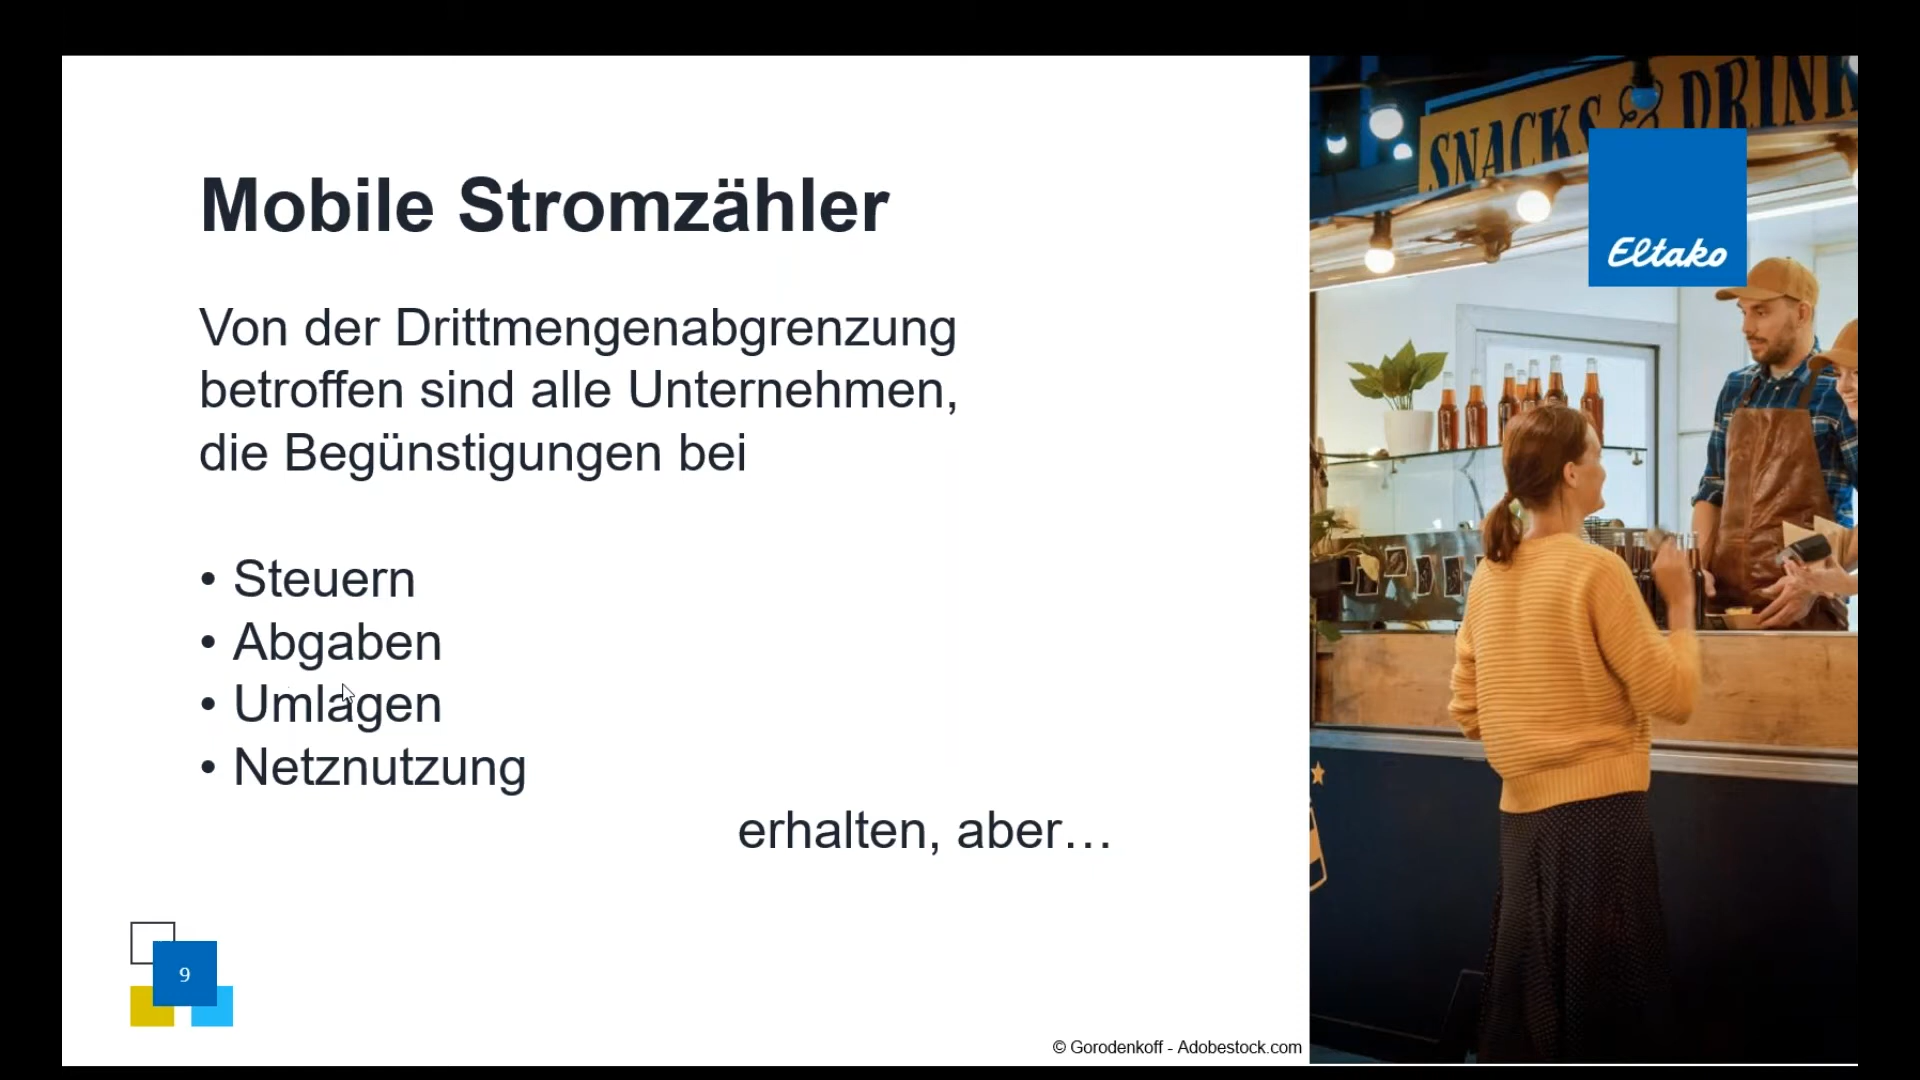 SNACKS & DRINK
Eltako
Mobile Stromzähler
Von der Drittmengenabgrenzung
betroffen sind alle Unternehmen,
die Begünstigungen bei
• Steuern
• Abgaben
• Umlagen
• Netznutzung
erhalten, aber…
9
© Gorodenkoff - Adobestock.com